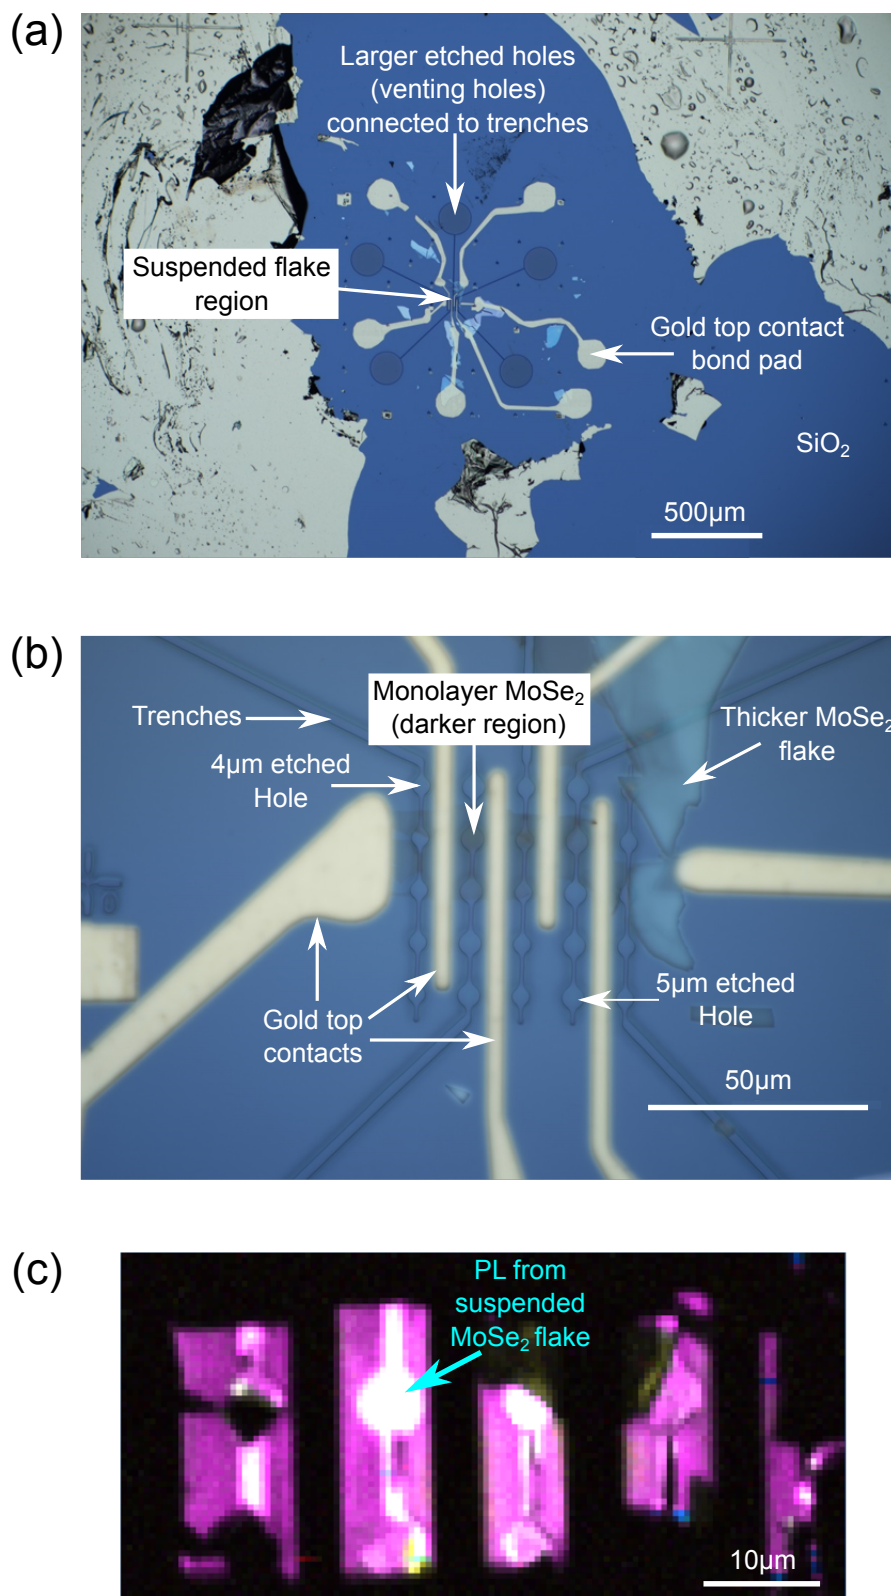 (a)
Larger etched holes
(venting holes)
connected to trenches
Suspended flake
region
Gold top contact
bond pad
SiO₂
500µm
(b)
Monolayer MoSe₂
(darker region)
Trenches
Thicker MoSe₂
flake
4µm etched
Hole
5µm etched
Hole
Gold top
contacts
50µm
(c)
PL from
suspended
MoSe₂ flake
10µm